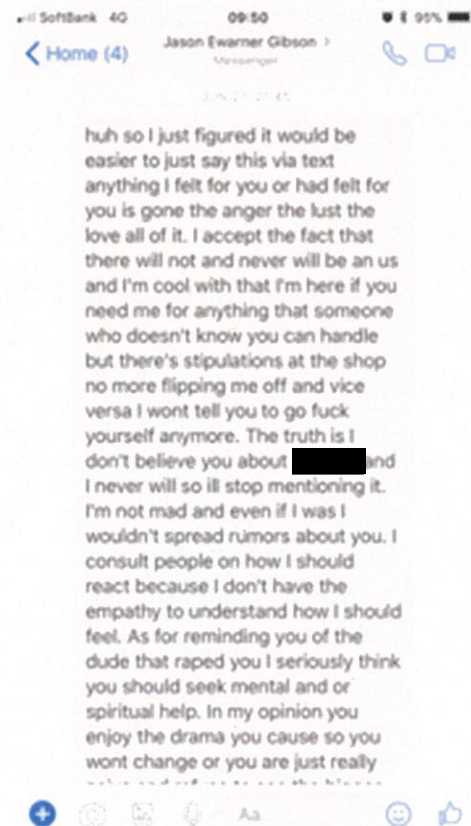 SoftBank 4G 09:50 95%
Home (4)
Jason Ewarner Gibson >
Messenger
huh so I just figured it would be
easier to just say this via text
anything I felt for you or had felt for
you is gone the anger the lust the
love all of it. I accept the fact that
there will not and never will be an us
and I'm cool with that I'm here if you
need me for anything that someone
who doesn't know you can handle
but there's stipulations at the shop
no more flipping me off and vice
versa I wont tell you to go fuck
yourself anymore. The truth is I
don't believe you about and
I never will so ill stop mentioning it.
I'm not mad and even if I was I
wouldn't spread rumors about you. I
consult people on how I should
react because I don't have the
empathy to understand how I should
feel. As for reminding you of the
dude that raped you I seriously think
you should seek mental and or
spiritual help. In my opinion you
enjoy the drama you cause so you
wont change or you are just really
Aa